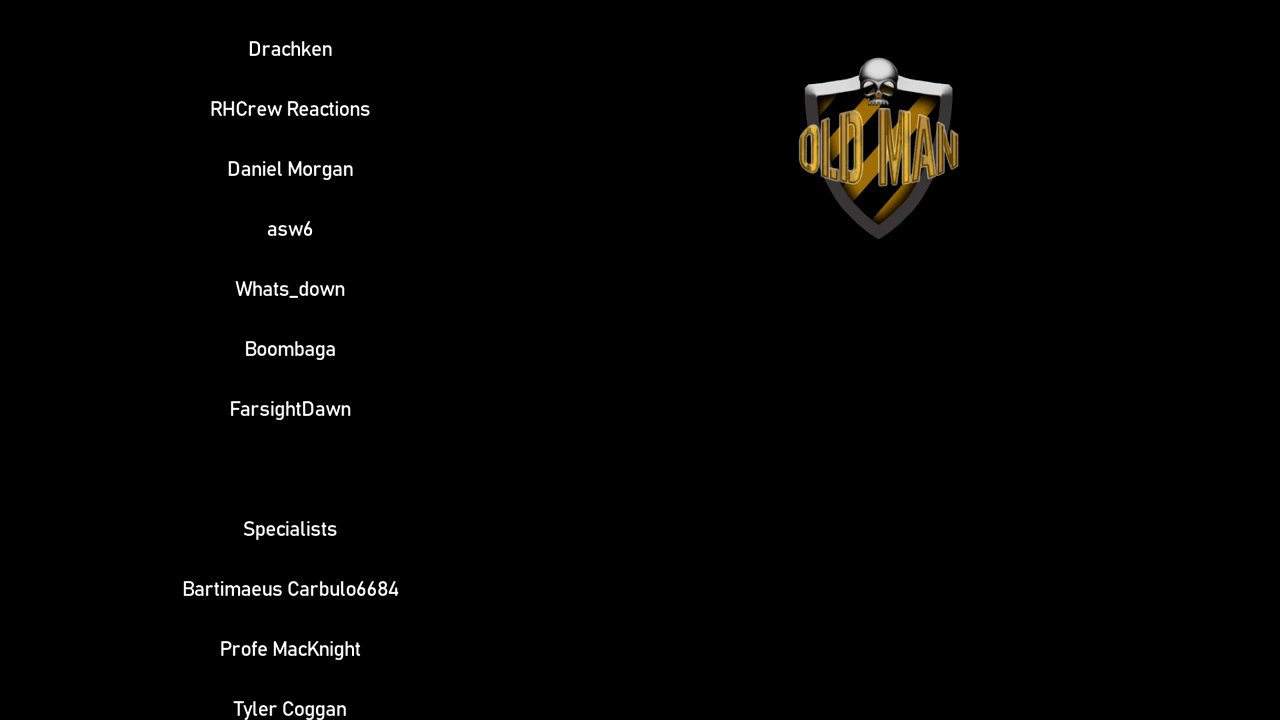 Drachken
RHCrew Reactions
Daniel Morgan
asw6
Whats_down
Boombaga
FarsightDawn
Specialists
Bartimaeus Carbulo6684
Profe MacKnight
Tyler Coggan
OLD MAN